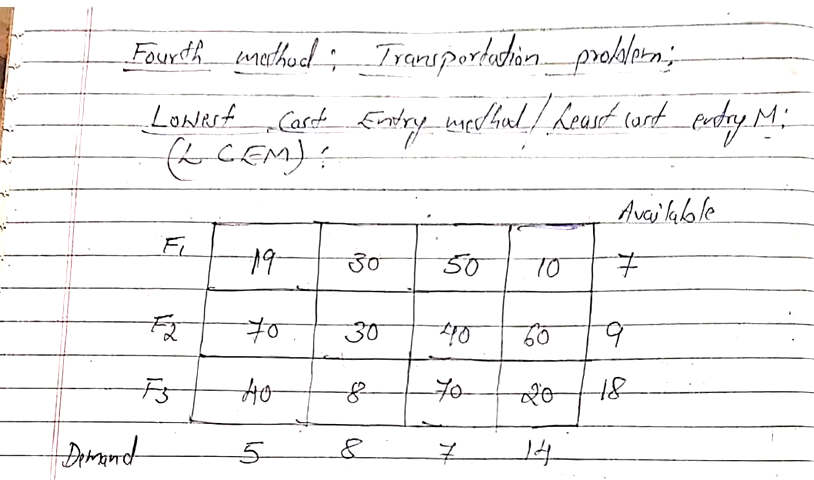 Fourth method: Transportation problem:
Lowest Cost Entry method / Least cost entry M:
(LCEM):
Available
F1 19 30 50 10 7
F2 70 30 40 60 9
F3 40 8 70 20 18
Demand 5 8 7 14